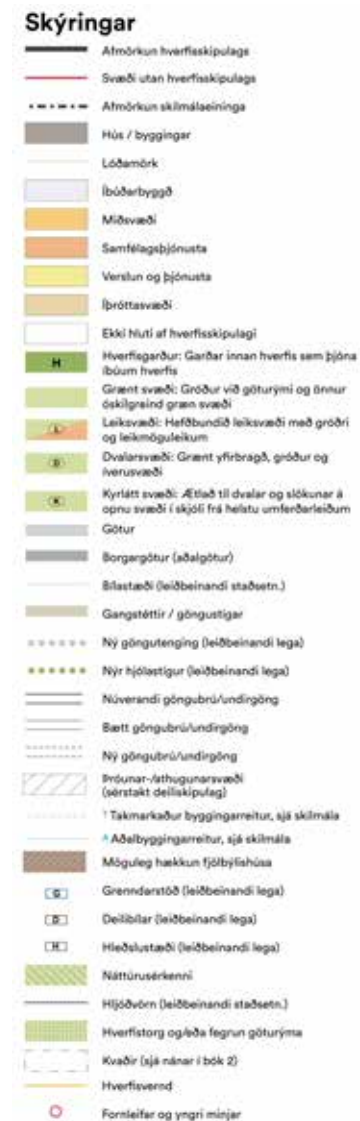 Skýringar
Afmörkun hverfisskipulags
Svæði utan hverfisskipulags
Afmörkun skilmálaeininga
Hús / byggingar
Lóðamörk
Íbúðarbyggð
Miðsvæði
Samfélagsþjónusta
Verslun og þjónusta
Íþróttasvæði
Ekki hluti af hverfisskipulagi
H Hverfisgarður: Garðar innan hverfis sem þjóna
íbúum hverfis
Grænt svæði: Gróður við göturými og önnur
óskilgreind græn svæði
L Leiksvæði: Hefðbundið leiksvæði með gróðri
og leikmöguleikum
D Dvalarsvæði: Grænt yfirbragð, gróður og
íverusvæði
K Kyrlátt svæði: Ætlað til dvalar og slökunar á
opnu svæði í skjóli frá helstu umferðarleiðum
Götur
Borgargötur (aðalgötur)
Bílastæði (leiðbeinandi staðsetn.)
Gangstéttir / göngustígar
Ný göngutenging (leiðbeinandi lega)
Nýr hjólastígur (leiðbeinandi lega)
Núverandi göngubrú/undirgöng
Bætt göngubrú/undirgöng
Ný göngubrú/undirgöng
Þróunar-/athugunarsvæði
(sérstakt deiliskipulag)
Takmarkaður byggingarreitur, sjá skilmála
Aðalbyggingarreitur, sjá skilmála
Möguleg hækkun fjölbýlishúsa
G Grenndarstöð (leiðbeinandi lega)
D Deilibílar (leiðbeinandi lega)
H Hleðslustæði (leiðbeinandi lega)
Náttúrusérkenni
Hljóðvörn (leiðbeinandi staðsetn.)
Hverfistorg og/eða fegrun göturýma
Kvaðir (sjá nánar í bók 2)
Hverfisvernd
Fornleifar og yngri minjar